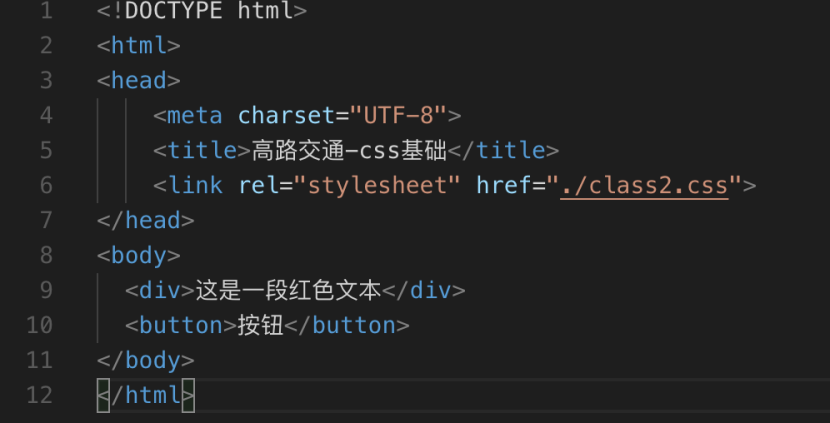 1 <!DOCTYPE html>
2 <html>
3 <head>
4 <meta charset="UTF-8">
5 <title>高路交通-css基础</title>
6 <link rel="stylesheet" href="./class2.css">
7 </head>
8 <body>
9 <div>这是一段红色文本</div>
10 <button>按钮</button>
11 </body>
12 </html>